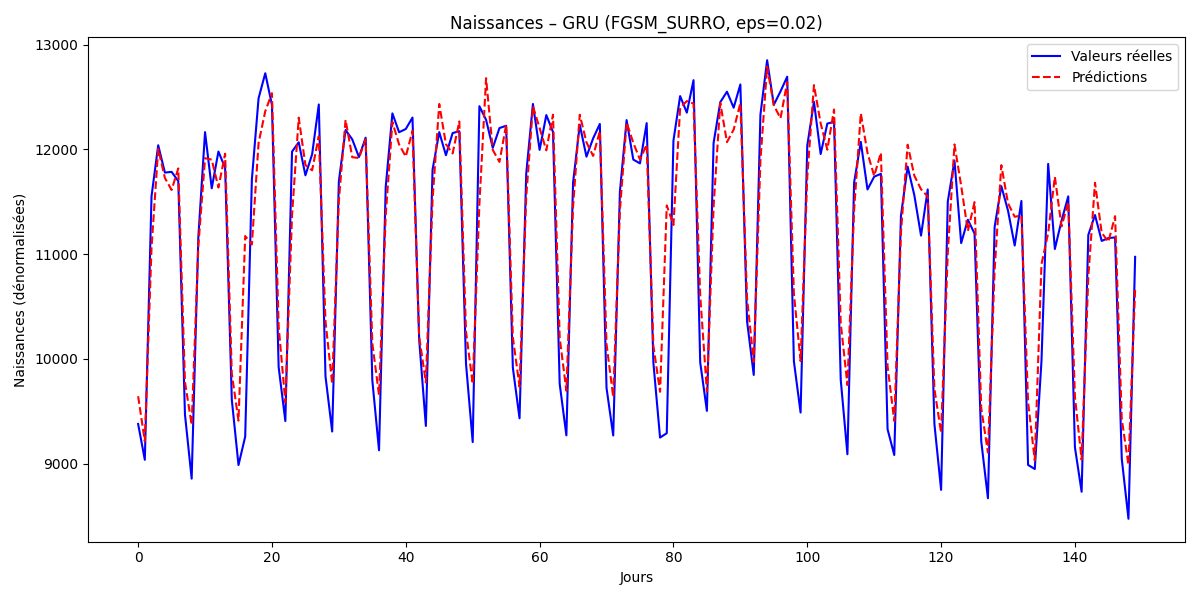 Naissances – GRU (FGSM_SURRO, eps=0.02)
Valeurs réelles
Prédictions
Naissances (dénormalisées)
13000
12000
11000
10000
9000
0 20 40 60 80 100 120 140
Jours